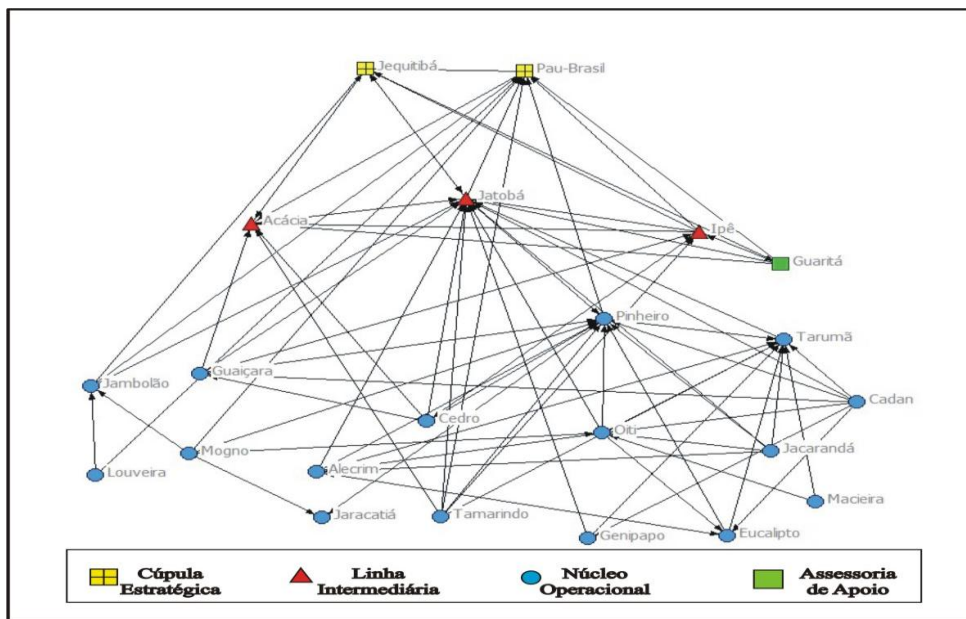 Jequitibá
Pau-Brasil
Jatobá
Acácia
Ipê
Guaritá
Pinheiro
Tarumã
Guaiçara
Jambolão
Cadan
Cedro
Oiti
Mogno
Jacarandá
Louveira
Alecrim
Macieira
Jaracatiá
Tamarindo
Genipapo
Eucalipto
Cúpula
Estratégica
Linha
Intermediária
Núcleo
Operacional
Assessoria
de Apoio